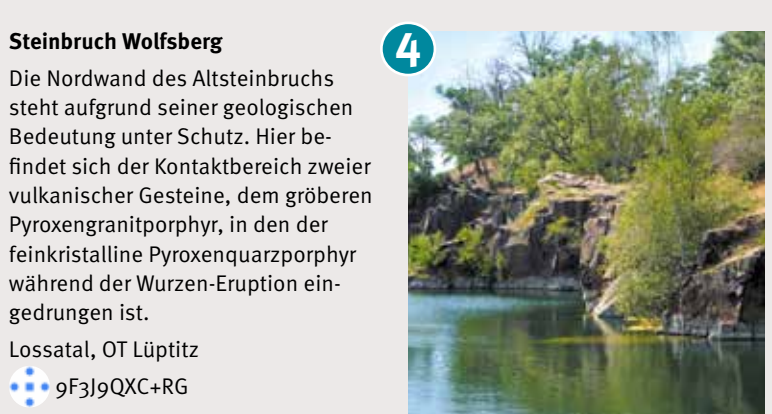 Steinbruch Wolfsberg
Die Nordwand des Altsteinbruchs
steht aufgrund seiner geologischen
Bedeutung unter Schutz. Hier be-
findet sich der Kontaktbereich zweier
vulkanischer Gesteine, dem gröberen
Pyroxengranitporphyr, in den der
feinkristalline Pyroxenquarzporphyr
während der Wurzen-Eruption ein-
gedrungen ist.
Lossatal, OT Lüptitz
9F3J9QXC+RG
4